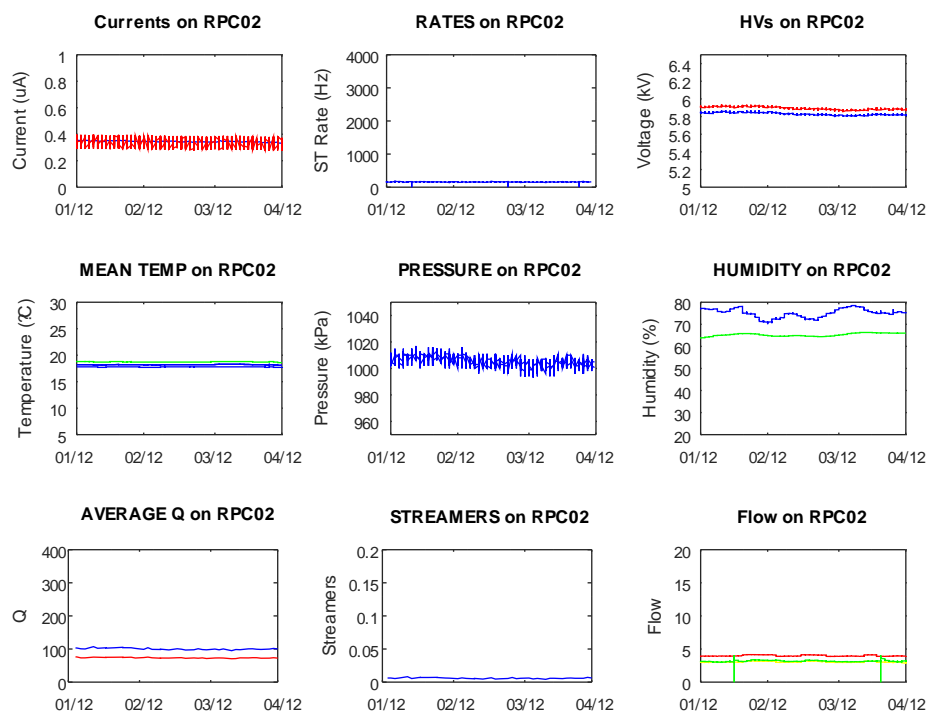 Currents on RPC02
RATES on RPC02
HVs on RPC02
Current (uA)
1
0.8
0.6
0.4
0.2
0
01/12 02/12 03/12 04/12
ST Rate (Hz)
4000
3000
2000
1000
0
01/12 02/12 03/12 04/12
Voltage (kV)
6.4
6.2
6
5.8
5.6
5.4
5.2
5
01/12 02/12 03/12 04/12
MEAN TEMP on RPC02
PRESSURE on RPC02
HUMIDITY on RPC02
Temperature (?C)
30
25
20
15
10
5
01/12 02/12 03/12 04/12
Pressure (kPa)
1040
1020
1000
980
960
01/12 02/12 03/12 04/12
Humidity (%)
80
70
60
50
40
30
20
01/12 02/12 03/12 04/12
AVERAGE Q on RPC02
STREAMERS on RPC02
Flow on RPC02
Q
400
300
200
100
0
01/12 02/12 03/12 04/12
Streamers
0.2
0.15
0.1
0.05
0
01/12 02/12 03/12 04/12
Flow
20
15
10
5
0
01/12 02/12 03/12 04/12